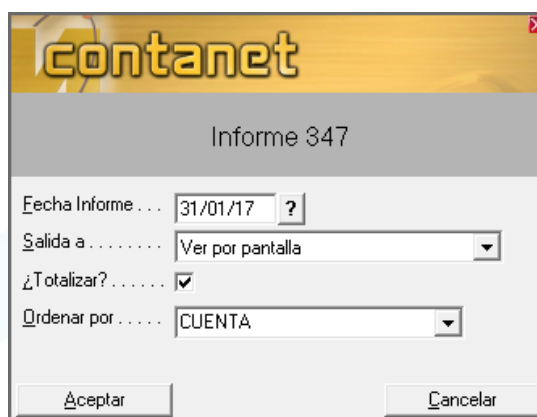 contanet
Informe 347
Fecha Informe . . . 31/01/17 ?
Salida a . . . . . . . . Ver por pantalla
¿Totalizar? . . . . . .
Ordenar por . . . . . CUENTA
Aceptar Cancelar